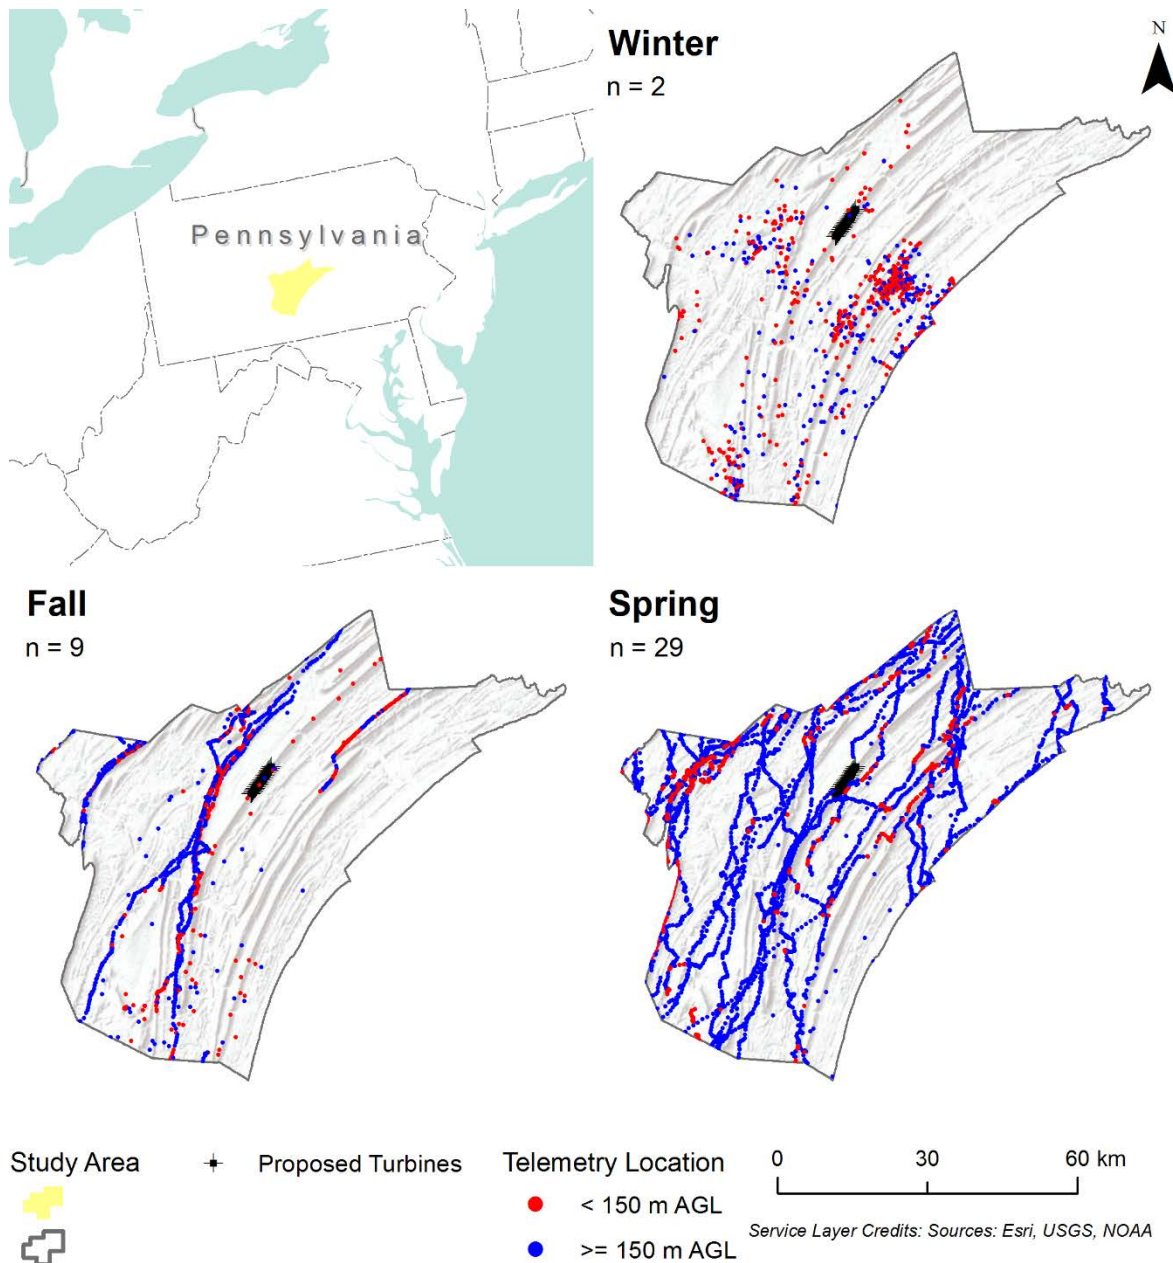 Winter
n = 2
N
Pennsylvania
Fall
n = 9
Spring
n = 29
Study Area
Proposed Turbines
Telemetry Location
< 150 m AGL
>= 150 m AGL
0 30 60 km
Service Layer Credits: Sources: Esri, USGS, NOAA